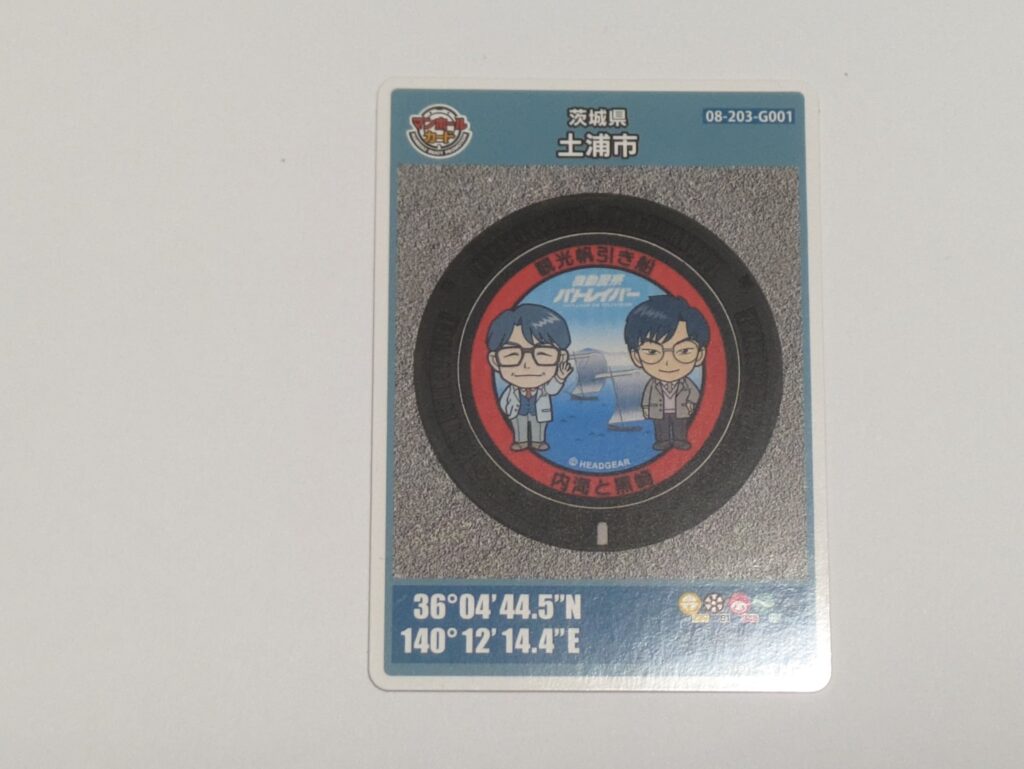 マンホール
カード
茨城県
土浦市
08-203-G001
観光帆引き船
機動警察
パトレイバー
© HEADGEAR
内海と黒崎
36°04'44.5"N
140°12'14.4"E